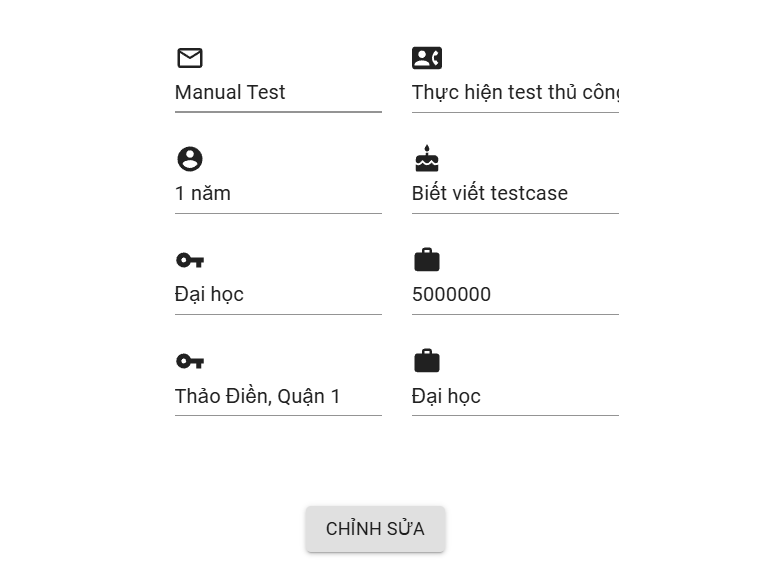 Manual Test
Thực hiện test thủ công
1 năm
Biết viết testcase
Đại học
5000000
Thảo Điền, Quận 1
Đại học
CHỈNH SỬA